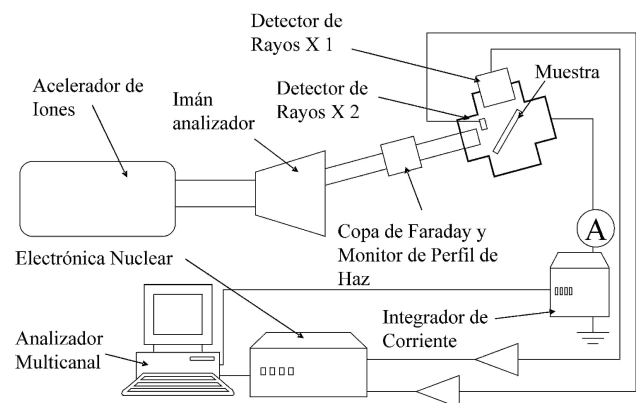 Detector de
Rayos X 1
Acelerador de
Iones
Imán
analizador
Detector de
Rayos X 2
Muestra
Copa de Faraday y
Monitor de Perfil de
Haz
A
Electrónica Nuclear
Integrador de
Corriente
Analizador
Multicanal